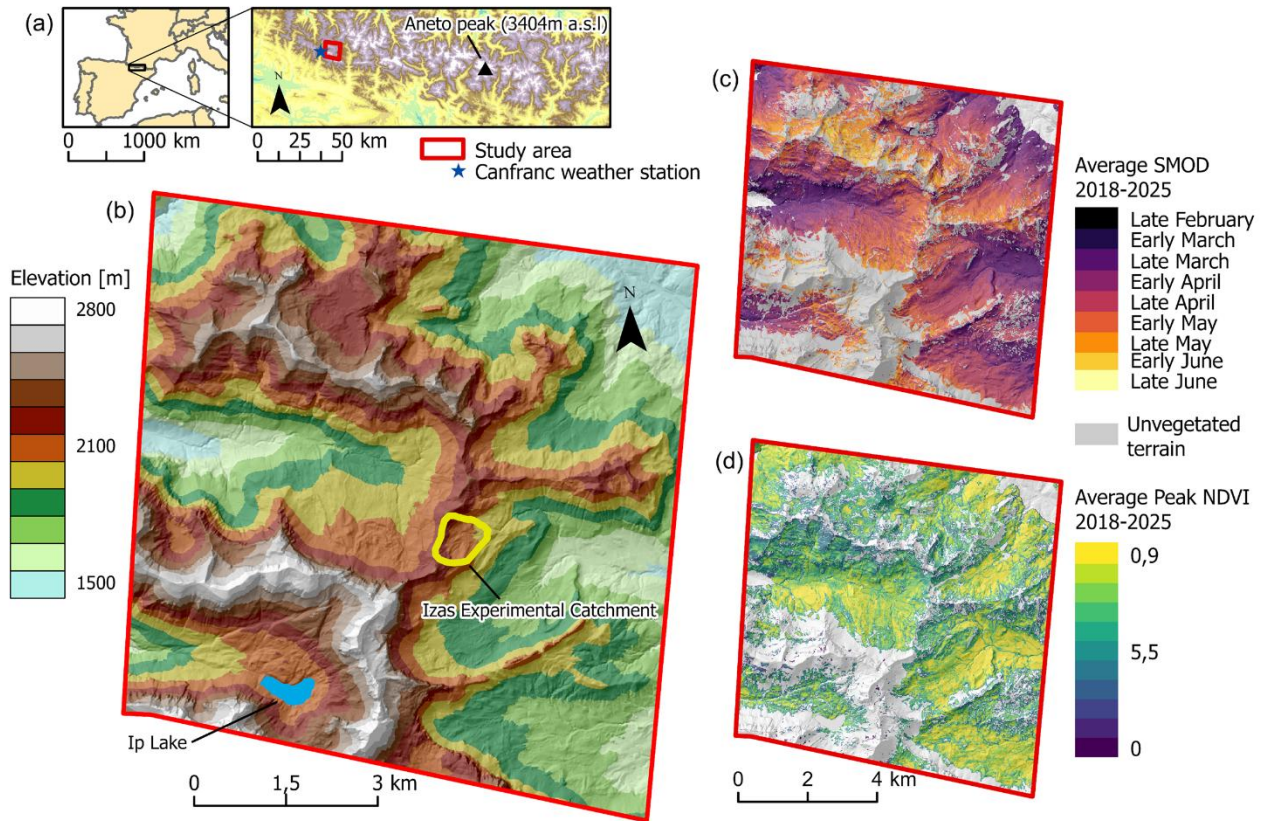 (a)
Aneto peak (3404m a.s.l)
N
0
1000 km
0
25
50 km
Study area
Canfranc weather station
(b)
Elevation [m]
2800
2100
1500
N
Izas Experimental Catchment
Ip Lake
0
1,5
3 km
(c)
Average SMOD
2018-2025
Late February
Early March
Late March
Early April
Late April
Early May
Late May
Early June
Late June
Unvegetated
terrain
(d)
Average Peak NDVI
2018-2025
0,9
5,5
0
0
2
4 km